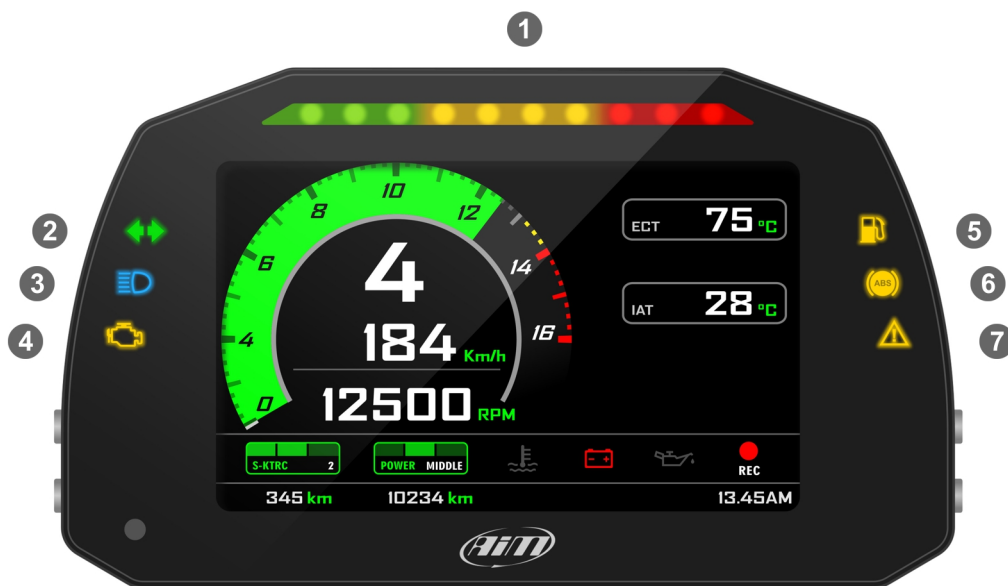 1
2
3
4
5
6
7
0
4
6
8
10
12
14
16
4
184 Km/h
12500 RPM
ECT 75 °C
IAT 28 °C
ABS
S-KTRC 2
POWER MIDDLE
REC
345 km
10234 km
13.45AM
AiM